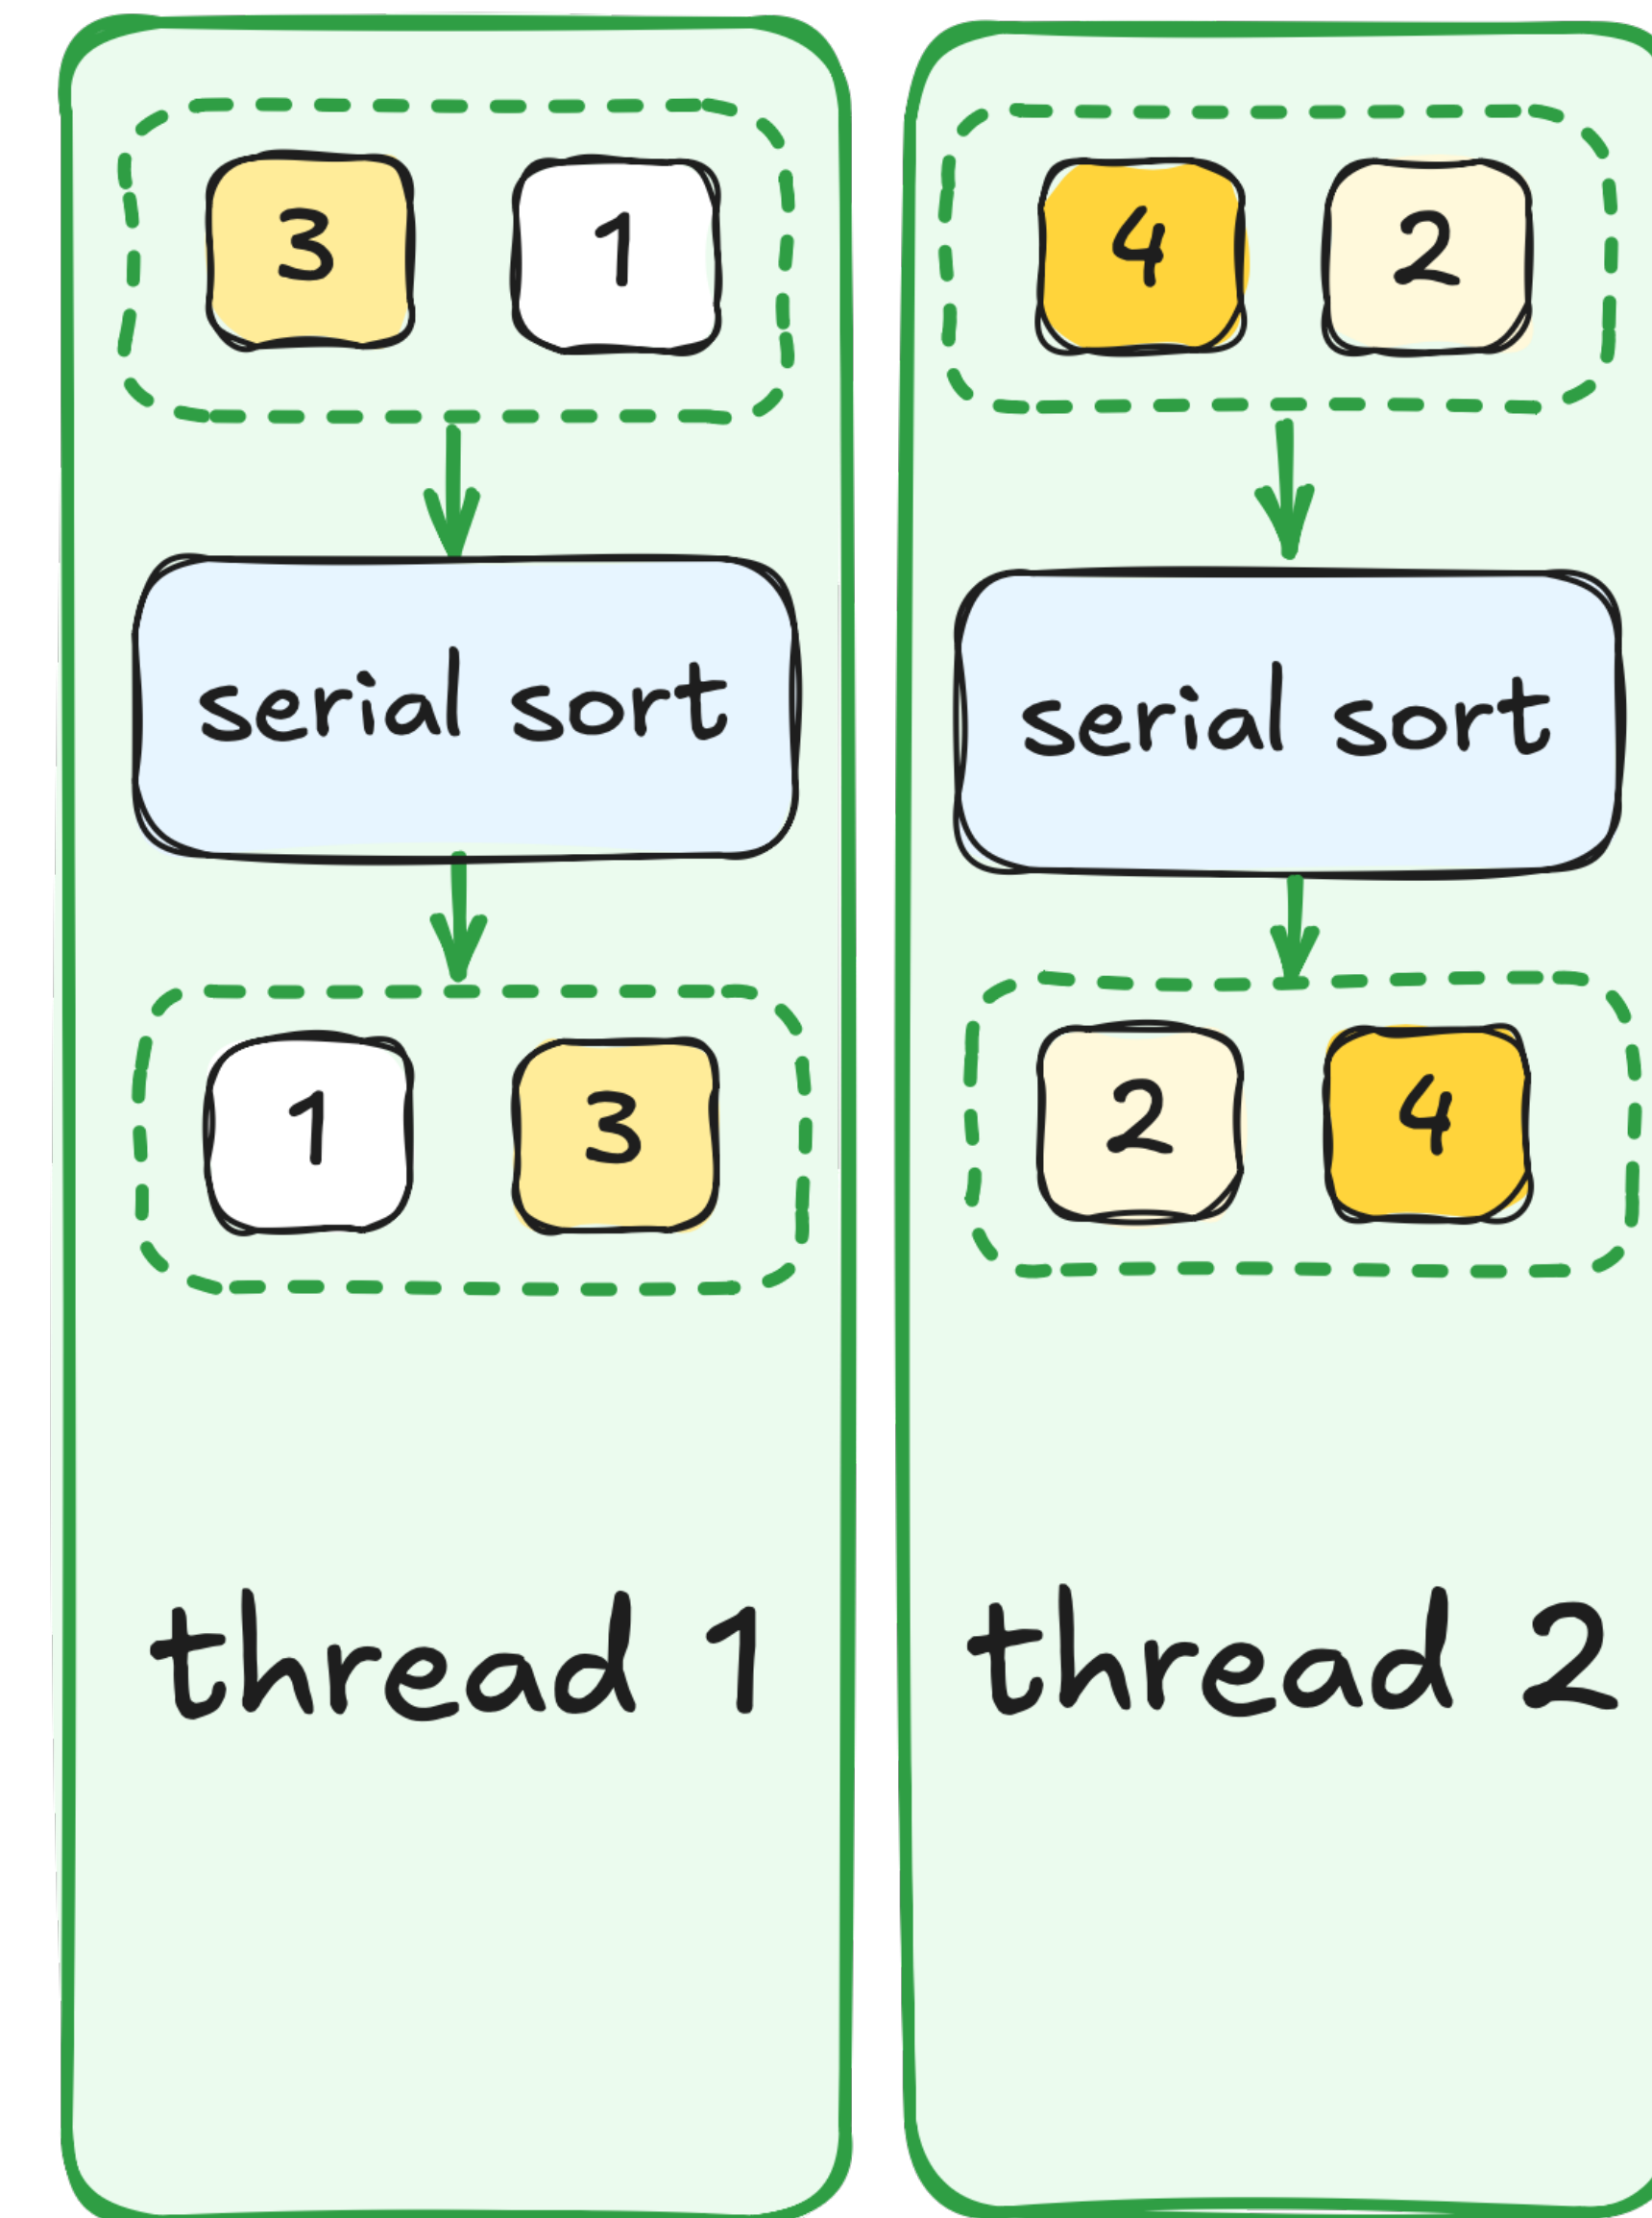 3 1
4 2
serial sort
serial sort
1 3
2 4
thread 1
thread 2